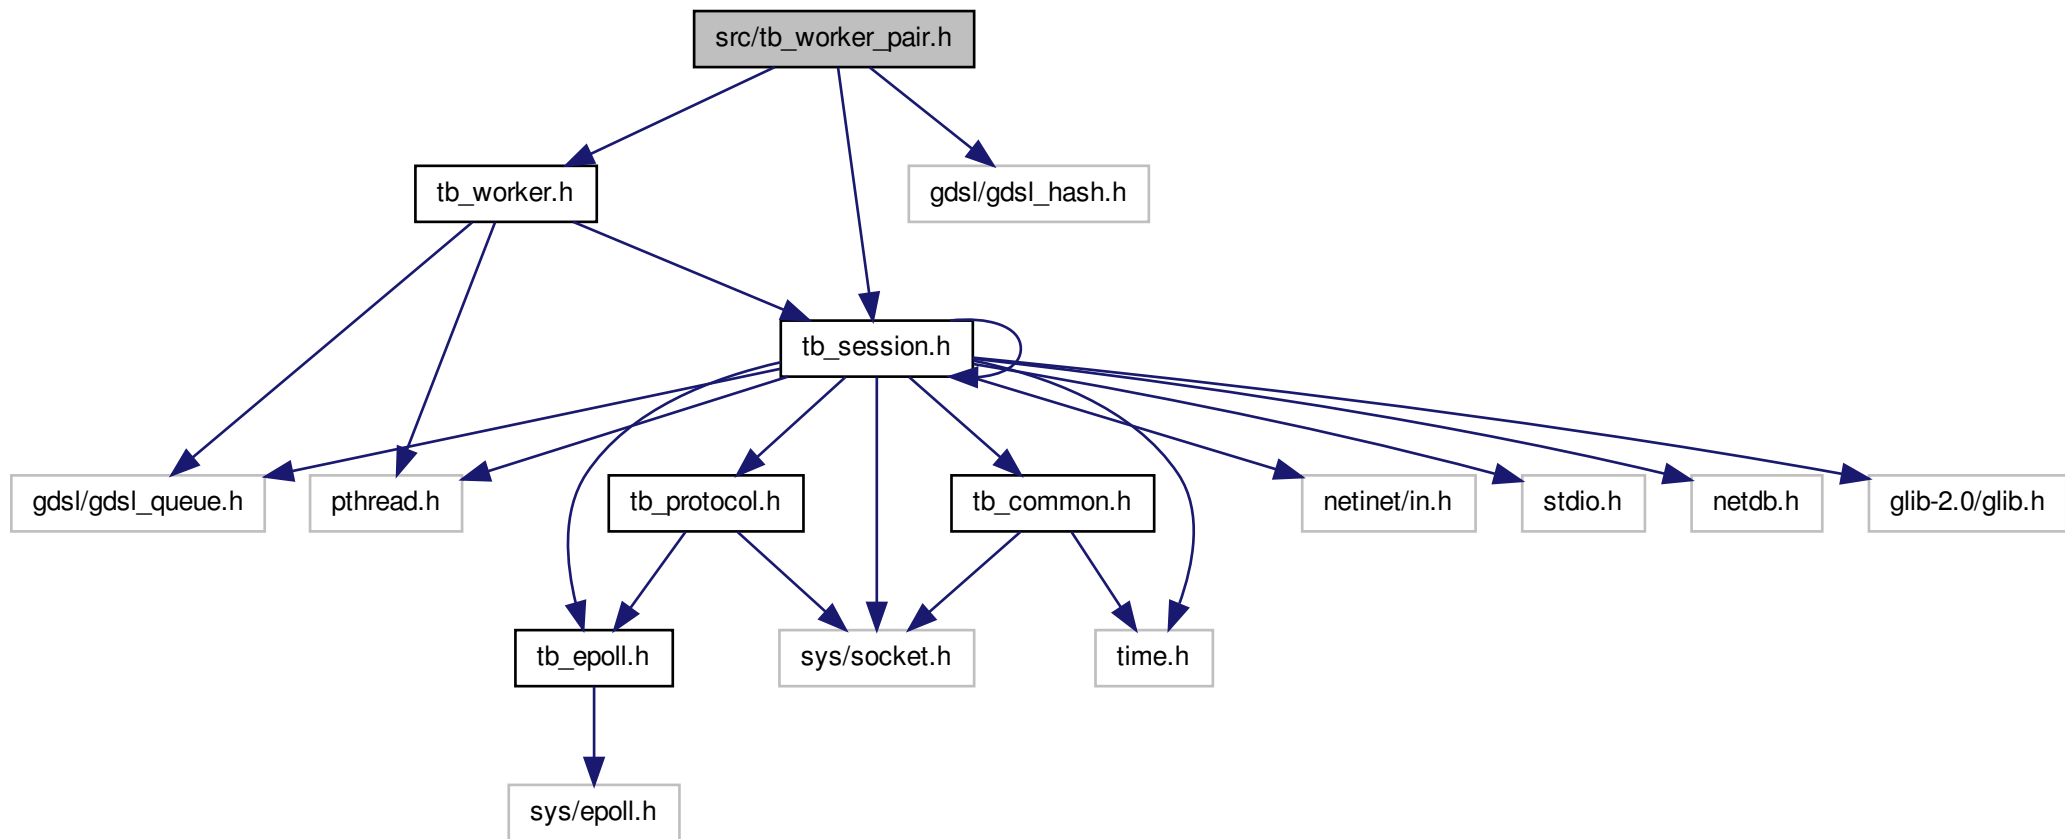 src/tb_worker_pair.h
tb_worker.h
gdsl/gdsl_hash.h
tb_session.h
gdsl/gdsl_queue.h
pthread.h
tb_protocol.h
tb_common.h
netinet/in.h
stdio.h
netdb.h
glib-2.0/glib.h
tb_epoll.h
sys/socket.h
time.h
sys/epoll.h